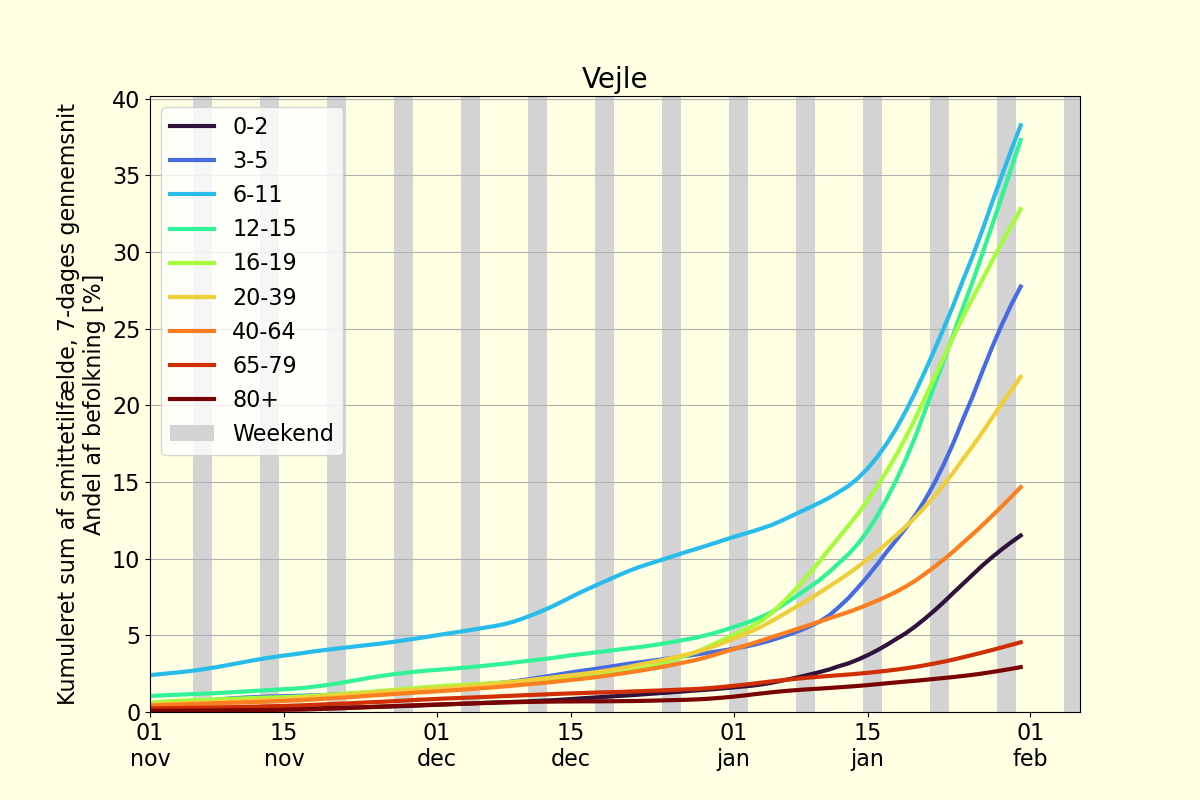 Vejle
Kumuleret sum af smittetilfælde, 7-dages gennemsnit
Andel af befolkning [%]
40
35
30
25
20
15
10
5
0
0-2
3-5
6-11
12-15
16-19
20-39
40-64
65-79
80+
Weekend
01
nov
15
nov
01
dec
15
dec
01
jan
15
jan
01
feb